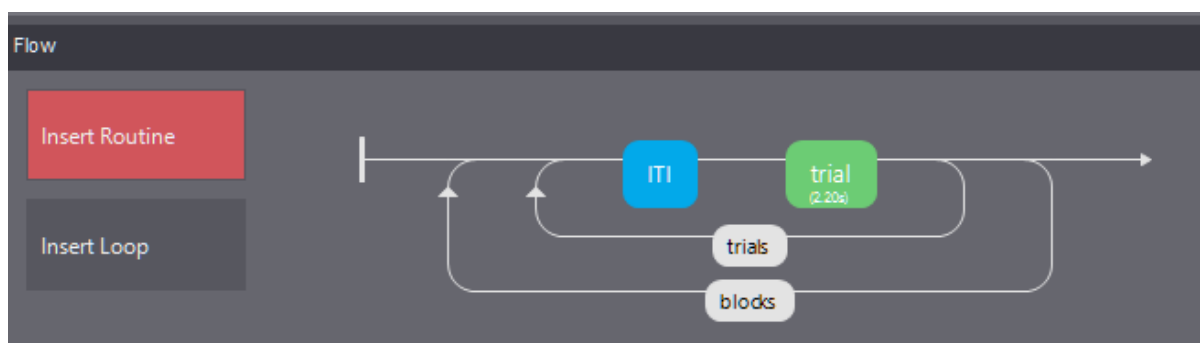 Flow
Insert Routine
ITI
trial
(2.20s)
Insert Loop
trials
blocks